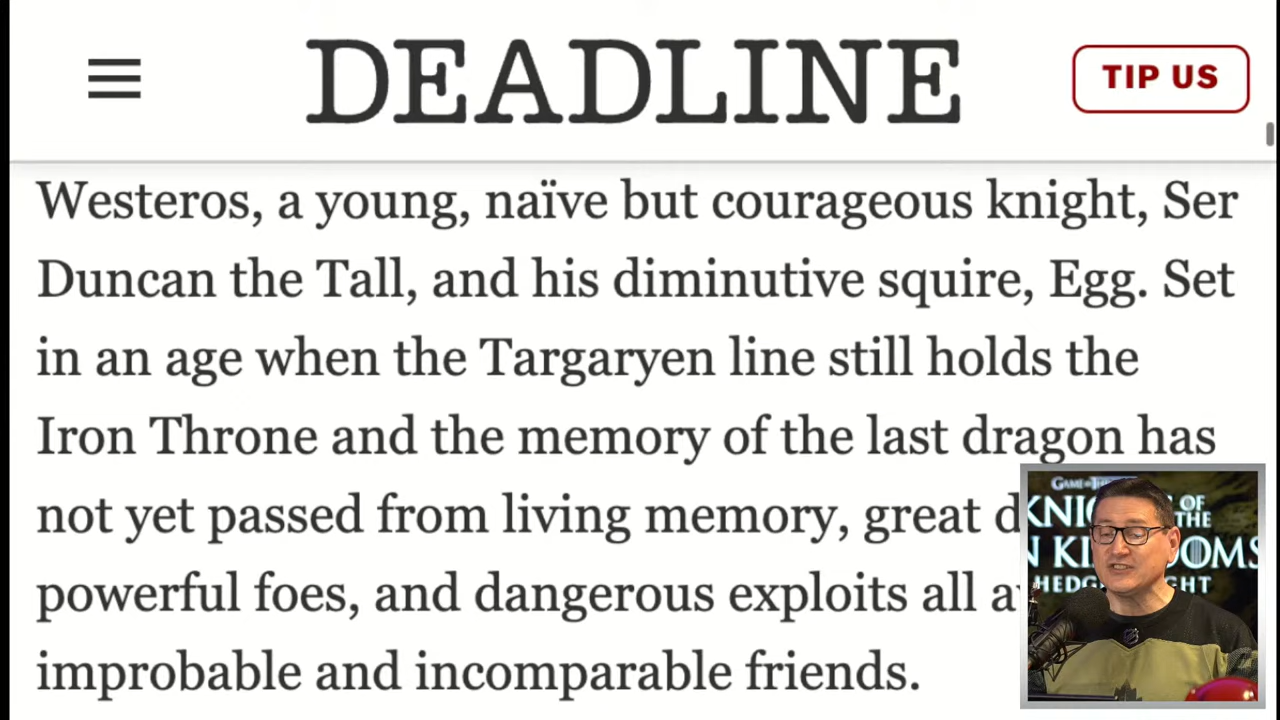 DEADLINE
TIP US
Westeros, a young, naïve but courageous knight, Ser
Duncan the Tall, and his diminutive squire, Egg. Set
in an age when the Targaryen line still holds the
Iron Throne and the memory of the last dragon has
not yet passed from living memory, great
powerful foes, and dangerous exploits all
improbable and incomparable friends.
OF
THE